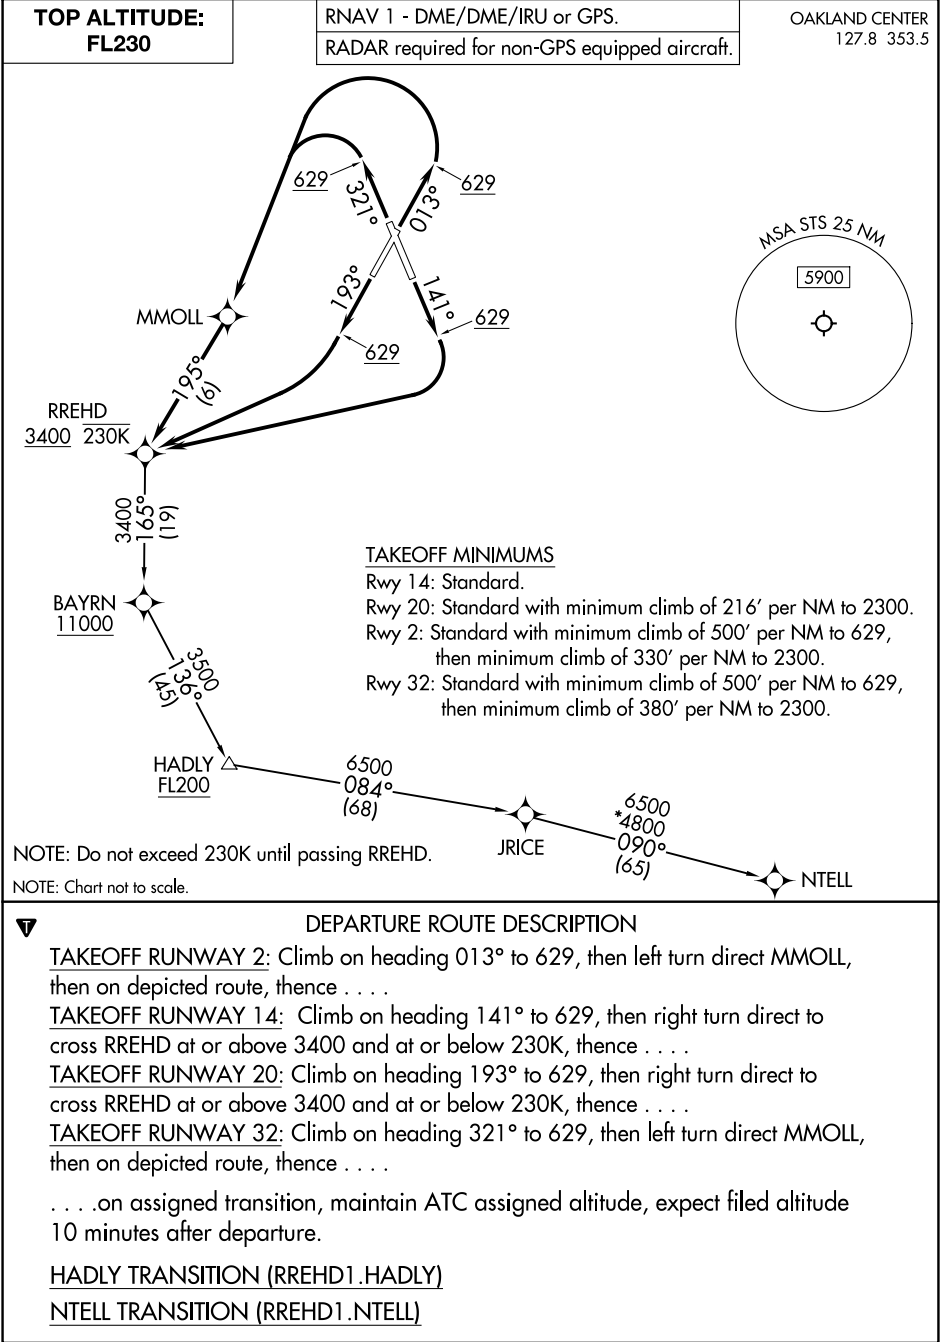 TOP ALTITUDE:
FL230
RNAV 1 - DME/DME/IRU or GPS.
RADAR required for non-GPS equipped aircraft.
OAKLAND CENTER
127.8 353.5
629
321°
013°
629
MSA STS 25 NM
5900
193°
141°
629
629
MMOLL
195°
(6)
RREHD
3400 230K
3400
165°
(19)
BAYRN
11000
TAKEOFF MINIMUMS
Rwy 14: Standard.
Rwy 20: Standard with minimum climb of 216' per NM to 2300.
Rwy 2: Standard with minimum climb of 500' per NM to 629,
then minimum climb of 330' per NM to 2300.
Rwy 32: Standard with minimum climb of 500' per NM to 629,
then minimum climb of 380' per NM to 2300.
3500
136°
(45)
HADLY
FL200
6500
084°
(68)
JRICE
6500
*4800
090°
(65)
NTELL
NOTE: Do not exceed 230K until passing RREHD.
NOTE: Chart not to scale.
T
DEPARTURE ROUTE DESCRIPTION
TAKEOFF RUNWAY 2: Climb on heading 013° to 629, then left turn direct MMOLL,
then on depicted route, thence . . . .
TAKEOFF RUNWAY 14: Climb on heading 141° to 629, then right turn direct to
cross RREHD at or above 3400 and at or below 230K, thence . . . .
TAKEOFF RUNWAY 20: Climb on heading 193° to 629, then right turn direct to
cross RREHD at or above 3400 and at or below 230K, thence . . . .
TAKEOFF RUNWAY 32: Climb on heading 321° to 629, then left turn direct MMOLL,
then on depicted route, thence . . . .
. . . .on assigned transition, maintain ATC assigned altitude, expect filed altitude
10 minutes after departure.
HADLY TRANSITION (RREHD1.HADLY)
NTELL TRANSITION (RREHD1.NTELL)